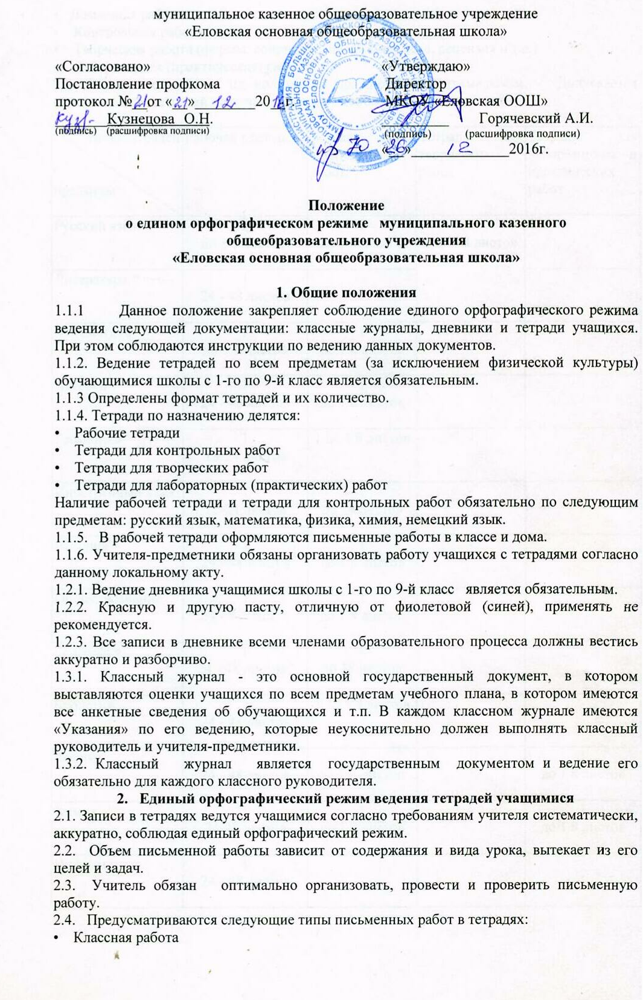 муниципальное казенное общеобразовательное учреждение
«Еловская основная общеобразовательная школа»
«Согласовано» «Утверждаю»
Постановление профкома Директор
протокол № 21 от « 21 » 12 2016г. МКОУ «Еловская ООШ»
Кузнецова О.Н. Горячевский А.И.
(подпись) (расшифровка подписи) (подпись) (расшифровка подписи)
пр 70 « 26 » 12 2016г.
Положение
о едином орфографическом режиме муниципального казенного
общеобразовательного учреждения
«Еловская основная общеобразовательная школа»
1. Общие положения
1.1.1 Данное положение закрепляет соблюдение единого орфографического режима
ведения следующей документации: классные журналы, дневники и тетради учащихся.
При этом соблюдаются инструкции по ведению данных документов.
1.1.2. Ведение тетрадей по всем предметам (за исключением физической культуры)
обучающимися школы с 1-го по 9-й класс является обязательным.
1.1.3 Определены формат тетрадей и их количество.
1.1.4. Тетради по назначению делятся:
• Рабочие тетради
• Тетради для контрольных работ
• Тетради для творческих работ
• Тетради для лабораторных (практических) работ
Наличие рабочей тетради и тетради для контрольных работ обязательно по следующим
предметам: русский язык, математика, физика, химия, немецкий язык.
1.1.5. В рабочей тетради оформляются письменные работы в классе и дома.
1.1.6. Учителя-предметники обязаны организовать работу учащихся с тетрадями согласно
данному локальному акту.
1.2.1. Ведение дневника учащимися школы с 1-го по 9-й класс является обязательным.
1.2.2. Красную и другую пасту, отличную от фиолетовой (синей), применять не
рекомендуется.
1.2.3. Все записи в дневнике всеми членами образовательного процесса должны вестись
аккуратно и разборчиво.
1.3.1. Классный журнал - это основной государственный документ, в котором
выставляются оценки учащихся по всем предметам учебного плана, в котором имеются
все анкетные сведения об обучающихся и т.п. В каждом классном журнале имеются
«Указания» по его ведению, которые неукоснительно должен выполнять классный
руководитель и учителя-предметники.
1.3.2. Классный журнал является государственным документом и ведение его
обязательно для каждого классного руководителя.
2. Единый орфографический режим ведения тетрадей учащимися
2.1. Записи в тетрадях ведутся учащимися согласно требованиям учителя систематически,
аккуратно, соблюдая единый орфографический режим.
2.2. Объем письменной работы зависит от содержания и вида урока, вытекает из его
целей и задач.
2.3. Учитель обязан оптимально организовать, провести и проверить письменную
работу.
2.4. Предусматриваются следующие типы письменных работ в тетрадях:
• Классная работа